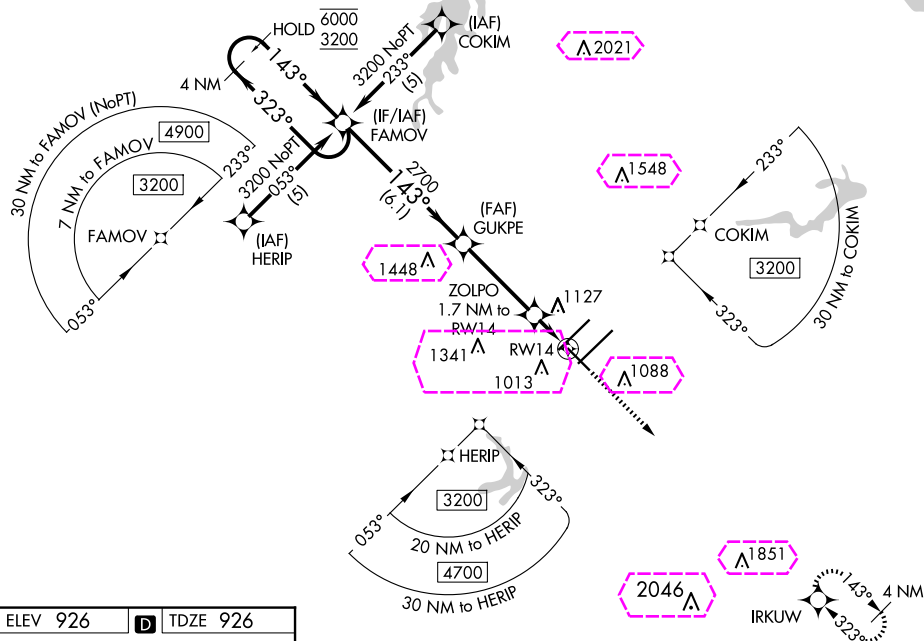 HOLD 6000
3200
(IAF)
COKIM
2021
143°
3200 NoPT
233°
(5)
4 NM
323°
(IF/IAF)
FAMOV
30 NM to FAMOV (NoPT)
4900
7 NM to FAMOV
3200
233°
FAMOV
053°
3200 NoPT
053°
(5)
(IAF)
HERIP
2700
143°
(6.1)
(FAF)
GUKPE
1548
233°
COKIM
3200
30 NM to COKIM
323°
1448
ZOLPO
1.7 NM to
RW14
1127
1341
RW14
1013
1088
HERIP
3200
323°
053°
20 NM to HERIP
4700
30 NM to HERIP
1851
2046
143°
4 NM
IRKUW
323°
ELEV 926 D TDZE 926